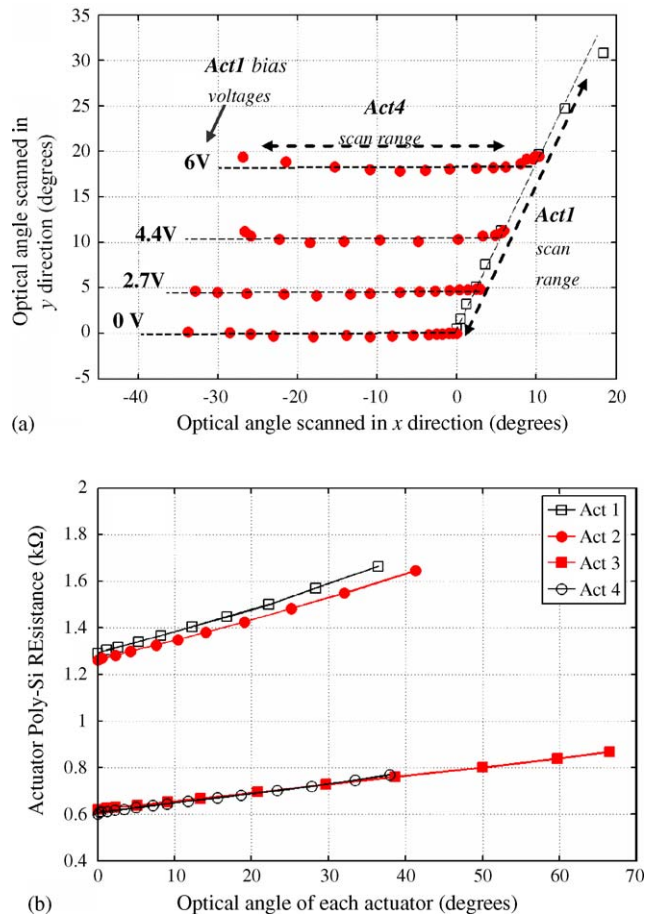 35
30
25
20
15
10
5
0
-5
Optical angle scanned in
y direction (degrees)
Act1 bias
voltages
Act4
scan range
6V
4.4V
2.7V
0 V
Act1
scan
range
-40
-30
-20
-10
0
10
20
(a)
Optical angle scanned in x direction (degrees)
2
1.8
1.6
1.4
1.2
1
0.8
0.6
0.4
Actuator Poly-Si REsistance (kΩ)
Act 1
Act 2
Act 3
Act 4
0
10
20
30
40
50
60
70
(b)
Optical angle of each actuator (degrees)